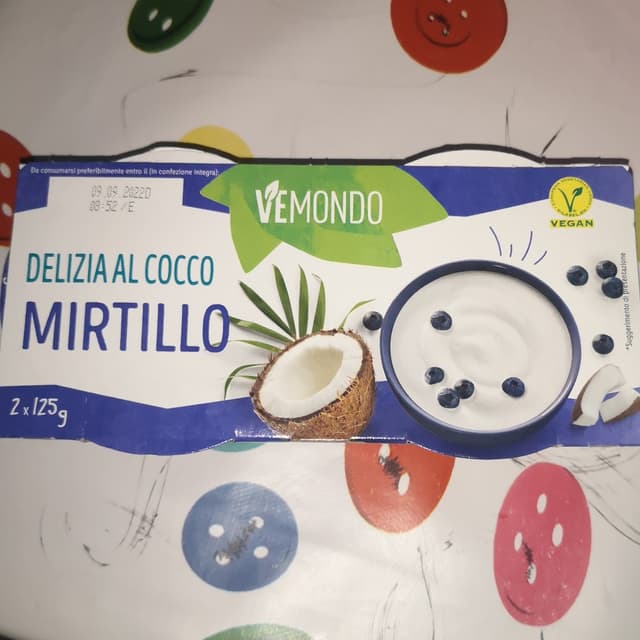 Da consumarsi preferibilmente entro il (in confezione integra):
09.09.2022D
08:52 /E
VEMONDO
VEGAN
DELIZIA AL COCCO
MIRTILLO
2 x 125g
*Suggerimento di presentazione